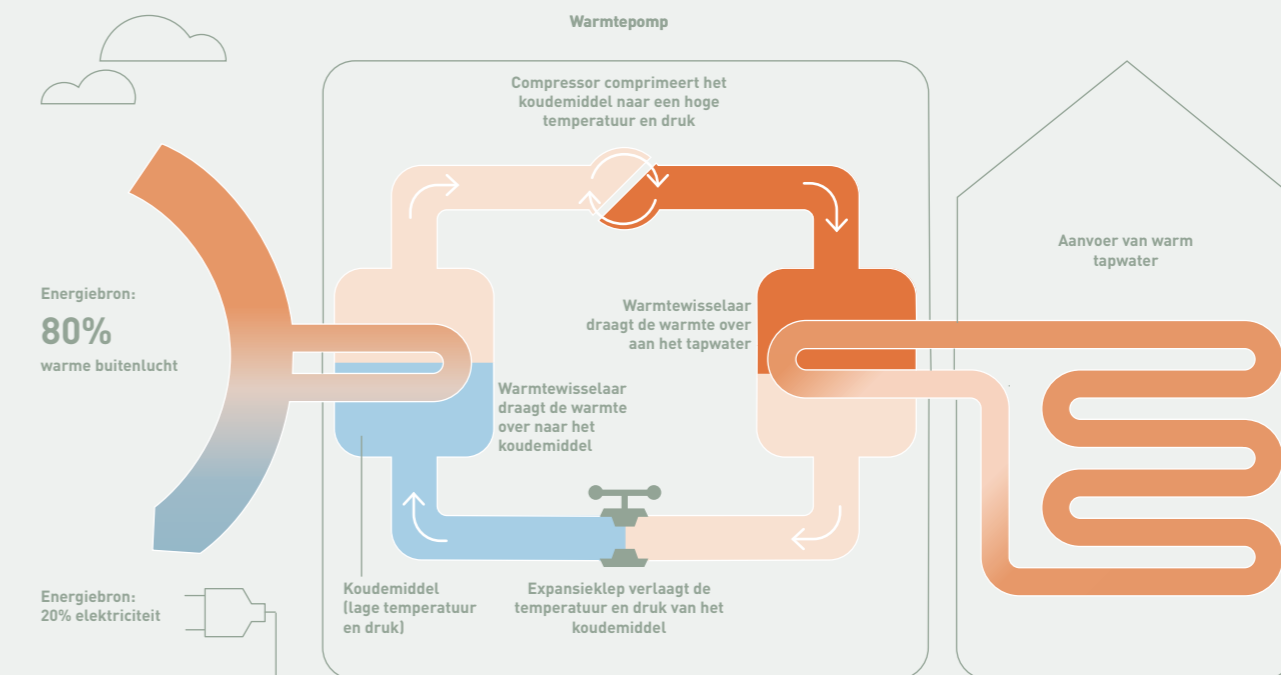 Warmtepomp
Compressor comprimeert het
koudemiddel naar een hoge
temperatuur en druk
Energiebron:
80%
warme buitenlucht
Warmtewisselaar
draagt de warmte over
aan het tapwater
Aanvoer van warm
tapwater
Warmtewisselaar
draagt de warmte
over naar het
koudemiddel
Energiebron:
20% elektriciteit
Koudemiddel
(lage temperatuur
en druk)
Expansieklep verlaagt de
temperatuur en druk van het
koudemiddel